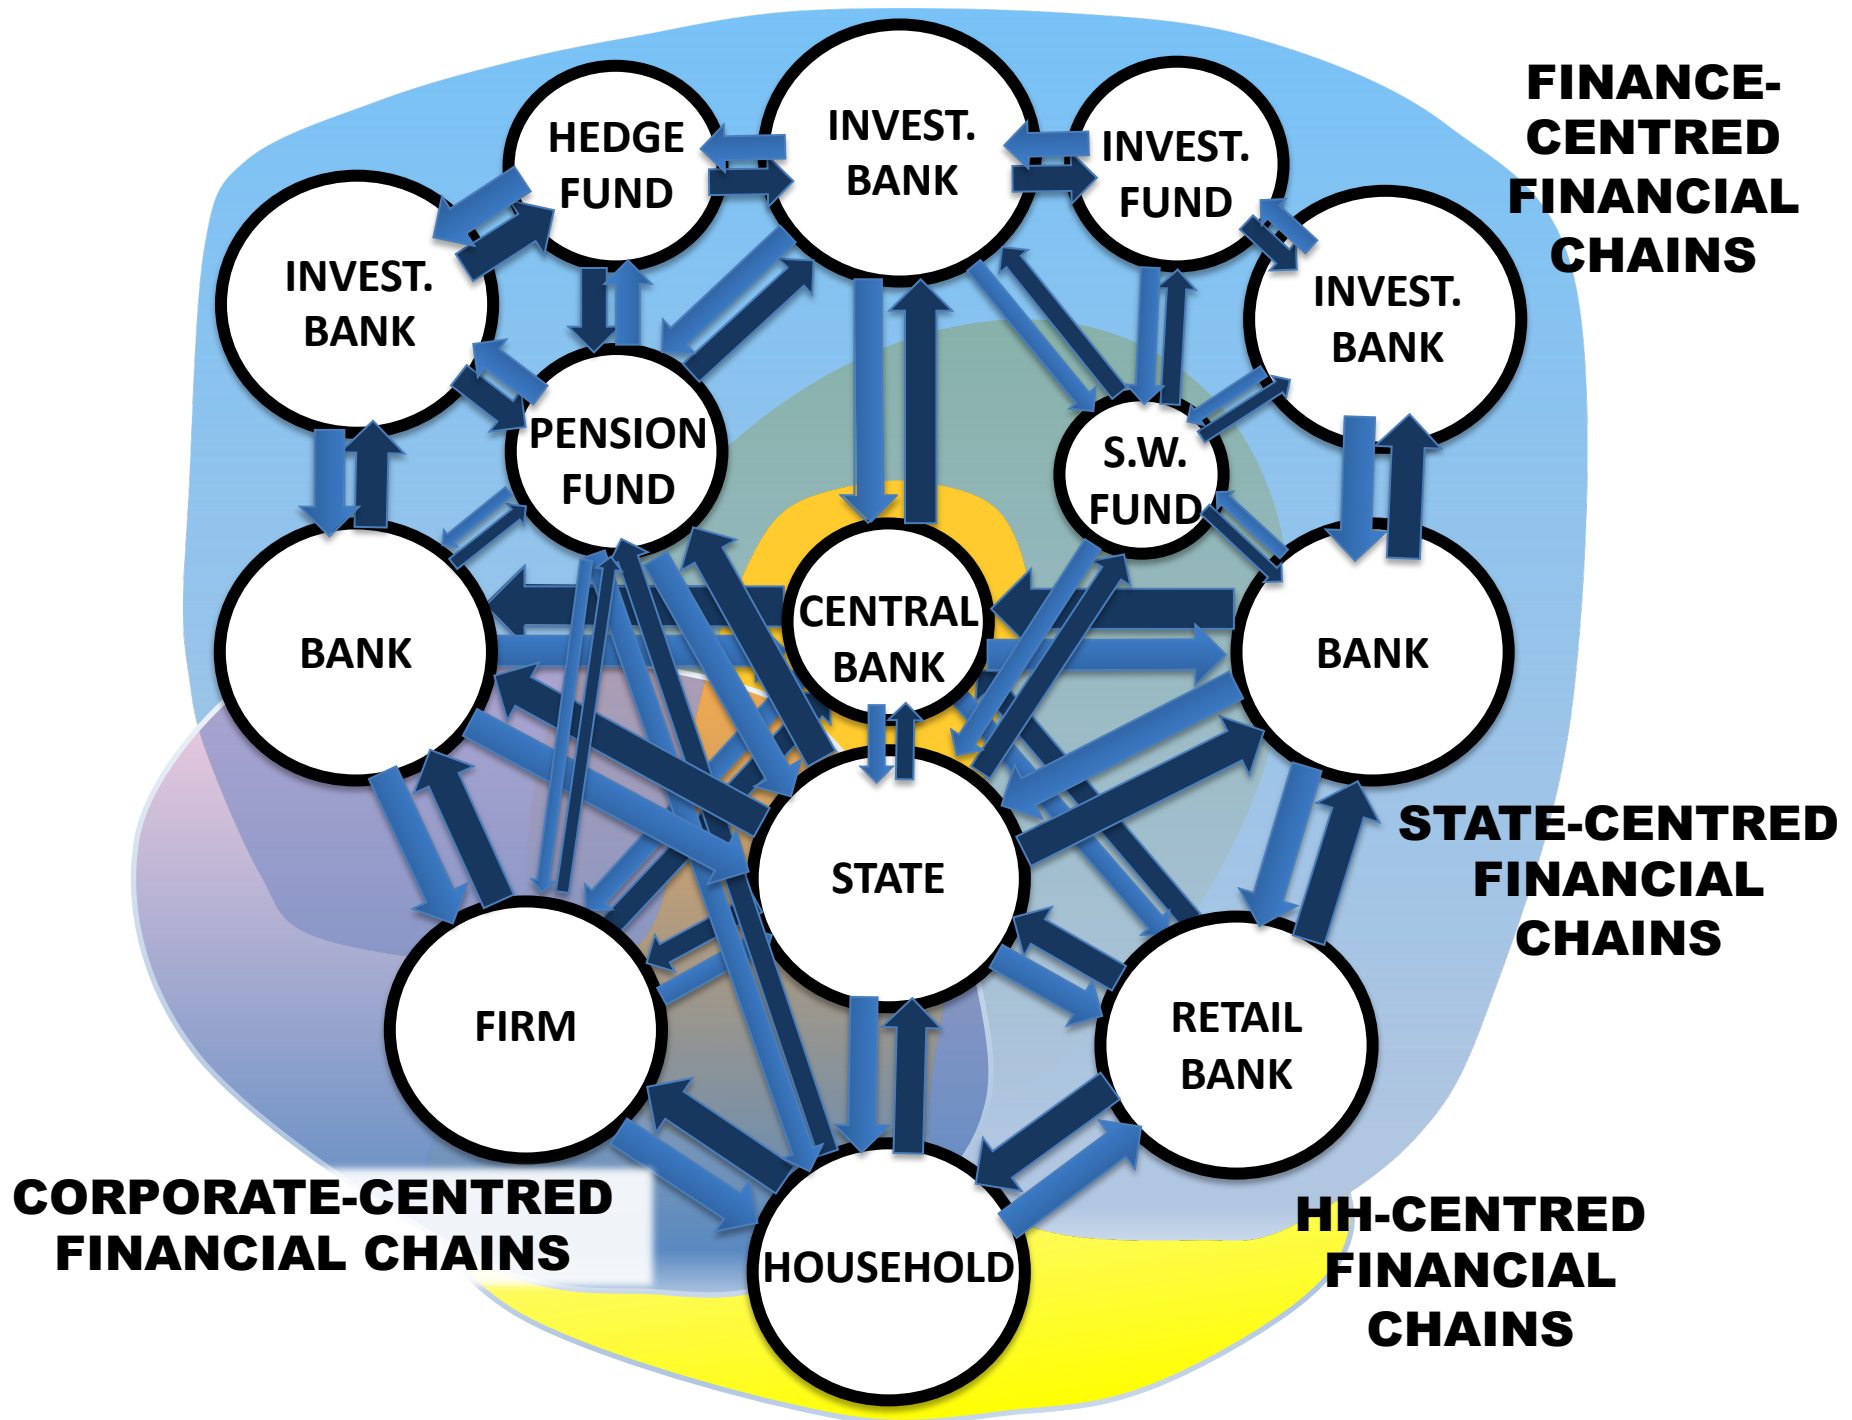 FINANCE-
CENTRED
FINANCIAL
CHAINS
HEDGE
FUND
INVEST.
BANK
INVEST.
FUND
INVEST.
BANK
INVEST.
BANK
PENSION
FUND
S.W.
FUND
BANK
CENTRAL
BANK
BANK
STATE
STATE-CENTRED
FINANCIAL
CHAINS
FIRM
RETAIL
BANK
CORPORATE-CENTRED
FINANCIAL CHAINS
HOUSEHOLD
HH-CENTRED
FINANCIAL
CHAINS